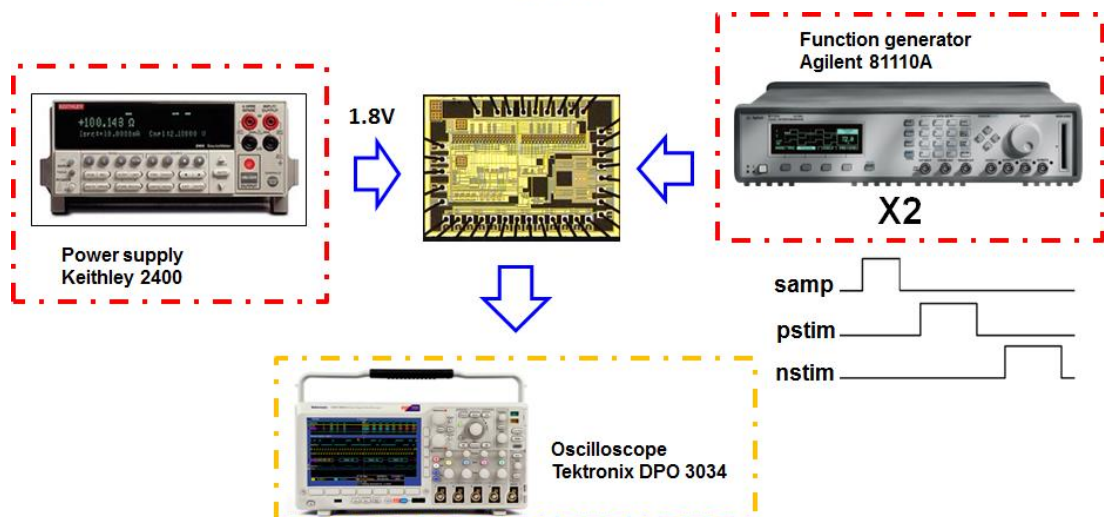 Function generator
Agilent 81110A
1.8V
+100.148 Ω
X2
Power supply
Keithley 2400
samp
pstim
nstim
Oscilloscope
Tektronix DPO 3034